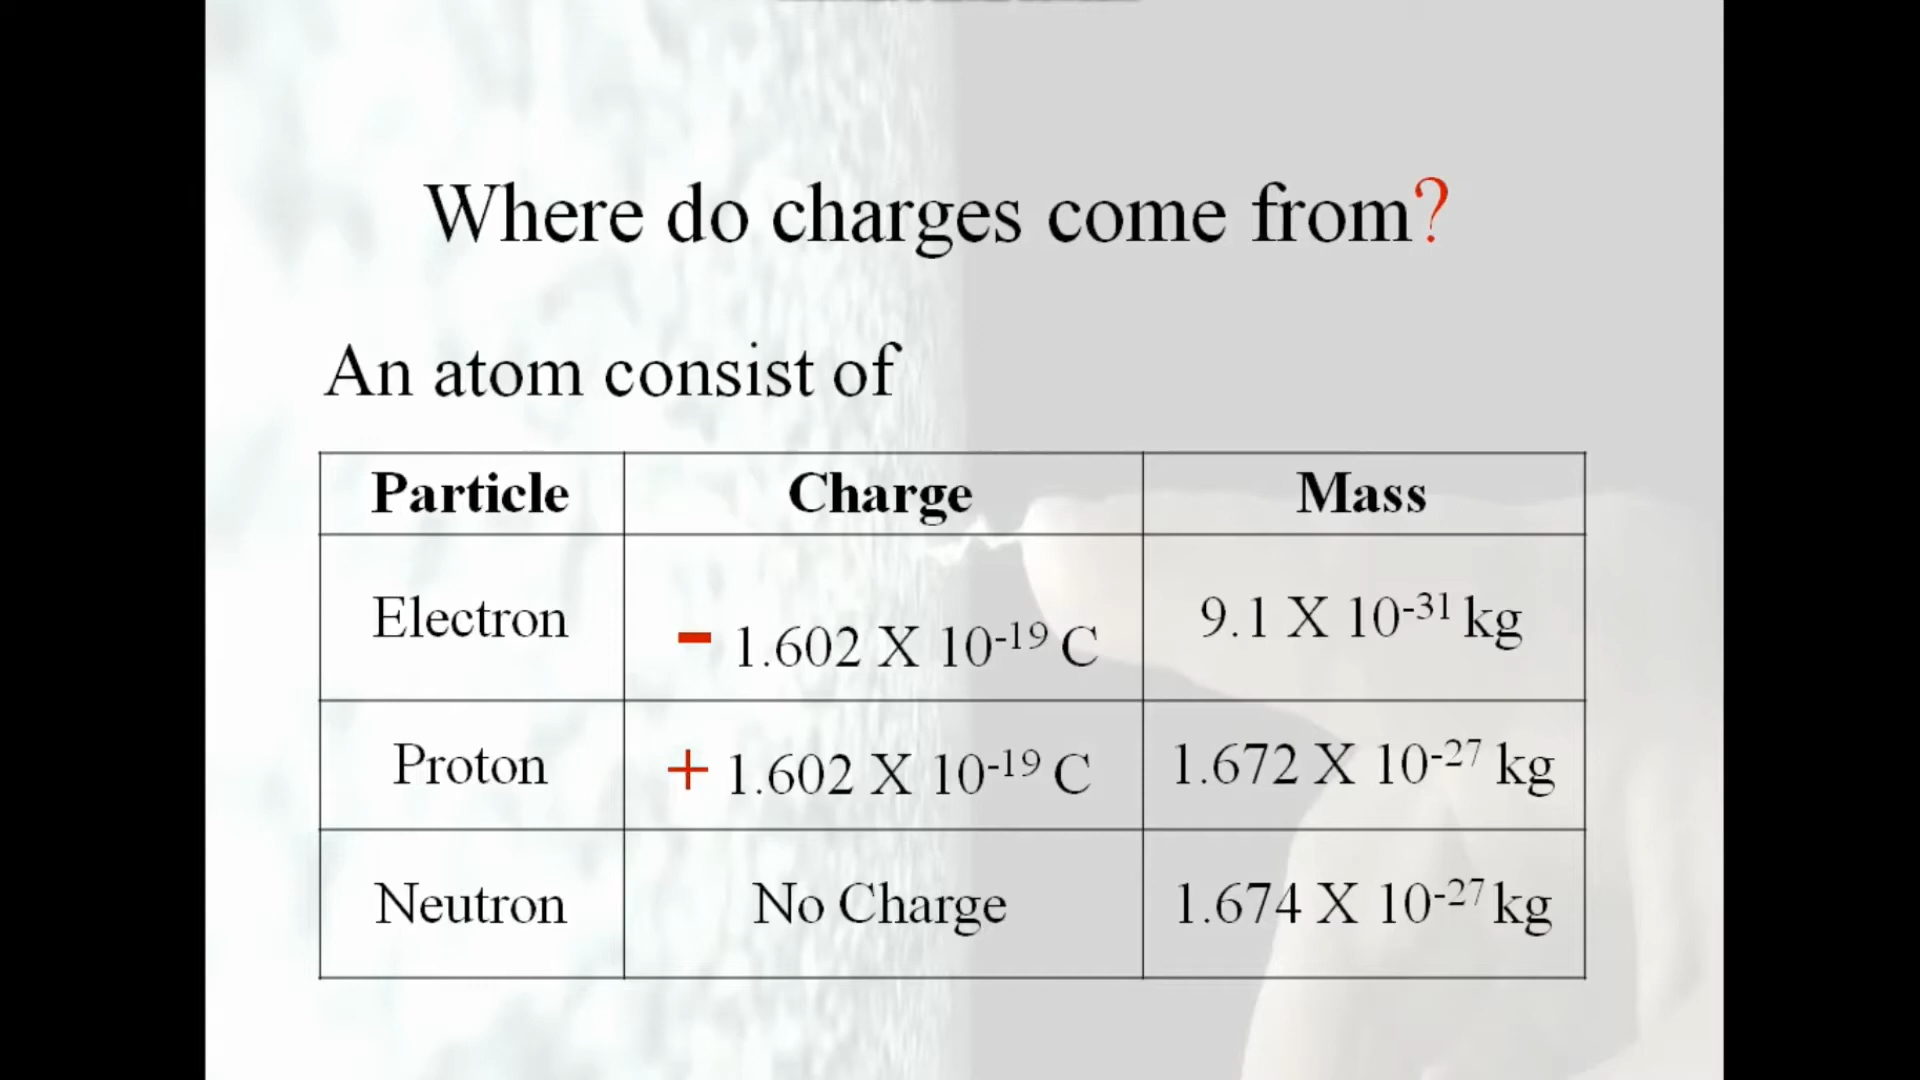 Where do charges come from?
An atom consist of
Particle Charge Mass
Electron - 1.602 X 10⁻¹⁹ C 9.1 X 10⁻³¹ kg
Proton + 1.602 X 10⁻¹⁹ C 1.672 X 10⁻²⁷ kg
Neutron No Charge 1.674 X 10⁻²⁷ kg